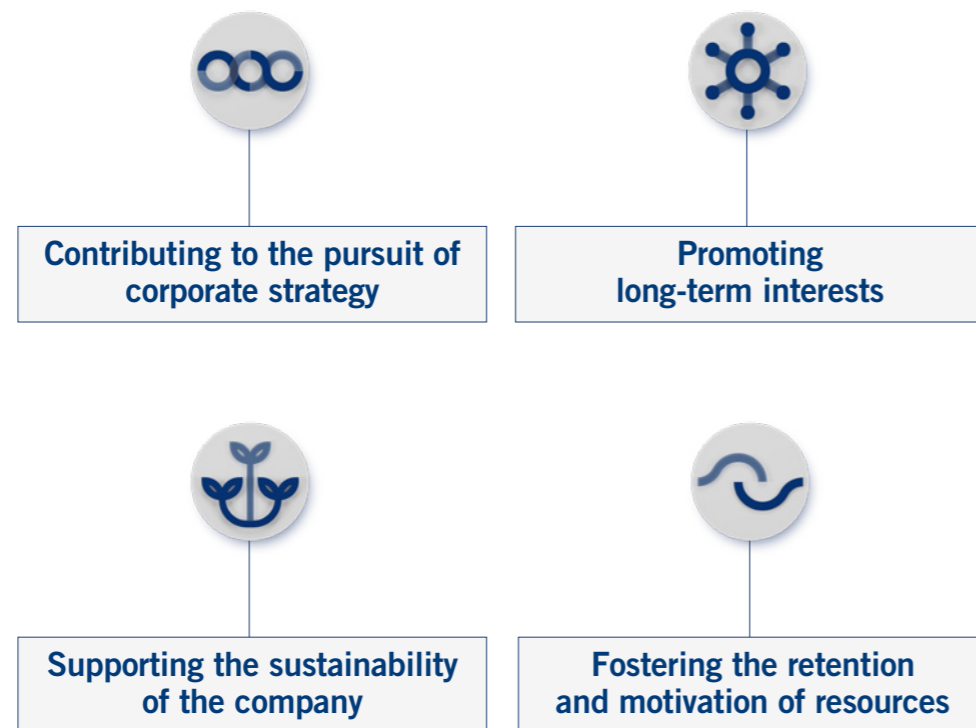 Contributing to the pursuit of
corporate strategy
Promoting
long-term interests
Supporting the sustainability
of the company
Fostering the retention
and motivation of resources